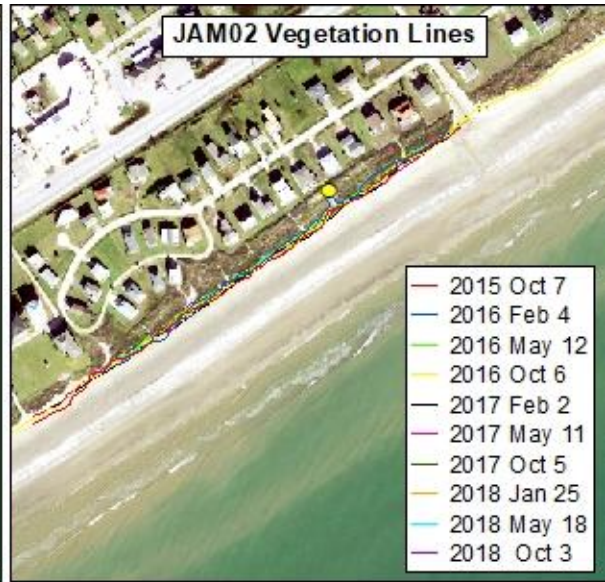 JAM02 Vegetation Lines
2015 Oct 7
2016 Feb 4
2016 May 12
2016 Oct 6
2017 Feb 2
2017 May 11
2017 Oct 5
2018 Jan 25
2018 May 18
2018 Oct 3